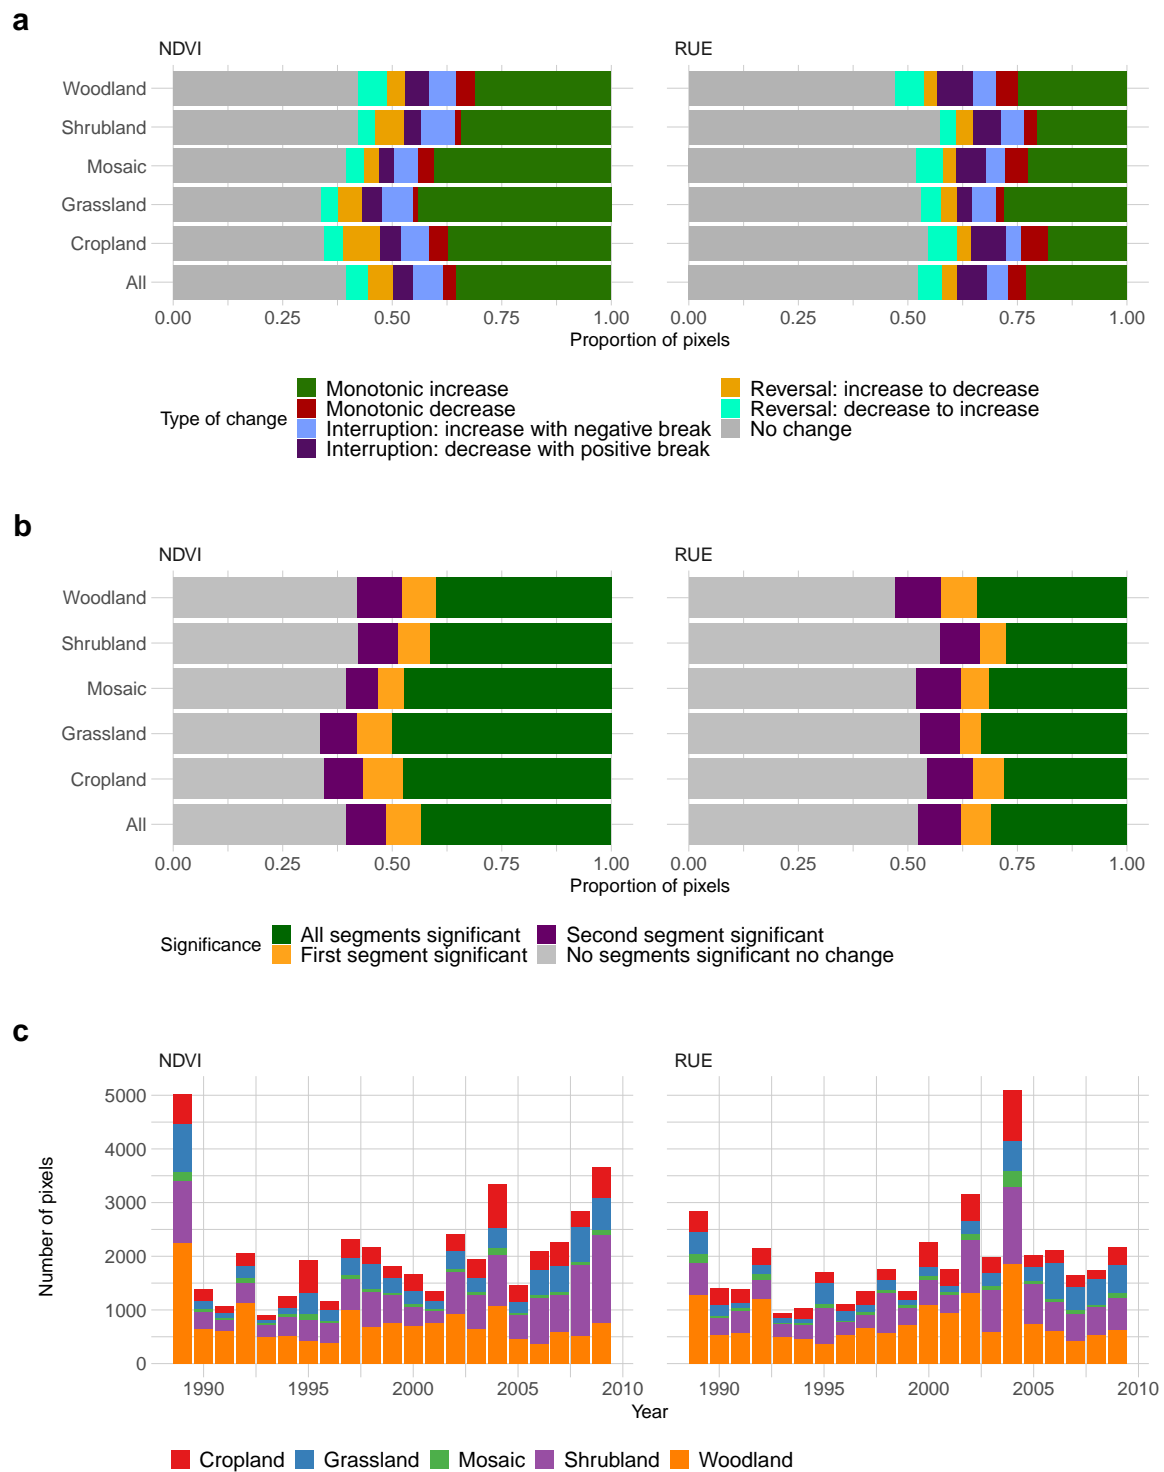 a
NDVI
RUE
Woodland
Shrubland
Mosaic
Grassland
Cropland
All
0.00 0.25 0.50 0.75 1.00
0.00 0.25 0.50 0.75 1.00
Proportion of pixels
Type of change
Monotonic increase
Monotonic decrease
Interruption: increase with negative break
Interruption: decrease with positive break
Reversal: increase to decrease
Reversal: decrease to increase
No change
b
NDVI
RUE
Woodland
Shrubland
Mosaic
Grassland
Cropland
All
0.00 0.25 0.50 0.75 1.00
0.00 0.25 0.50 0.75 1.00
Proportion of pixels
Significance
All segments significant
First segment significant
Second segment significant
No segments significant no change
c
NDVI
RUE
Number of pixels
5000
4000
3000
2000
1000
0
1990 1995 2000 2005 2010
1990 1995 2000 2005 2010
Year
Cropland Grassland Mosaic Shrubland Woodland